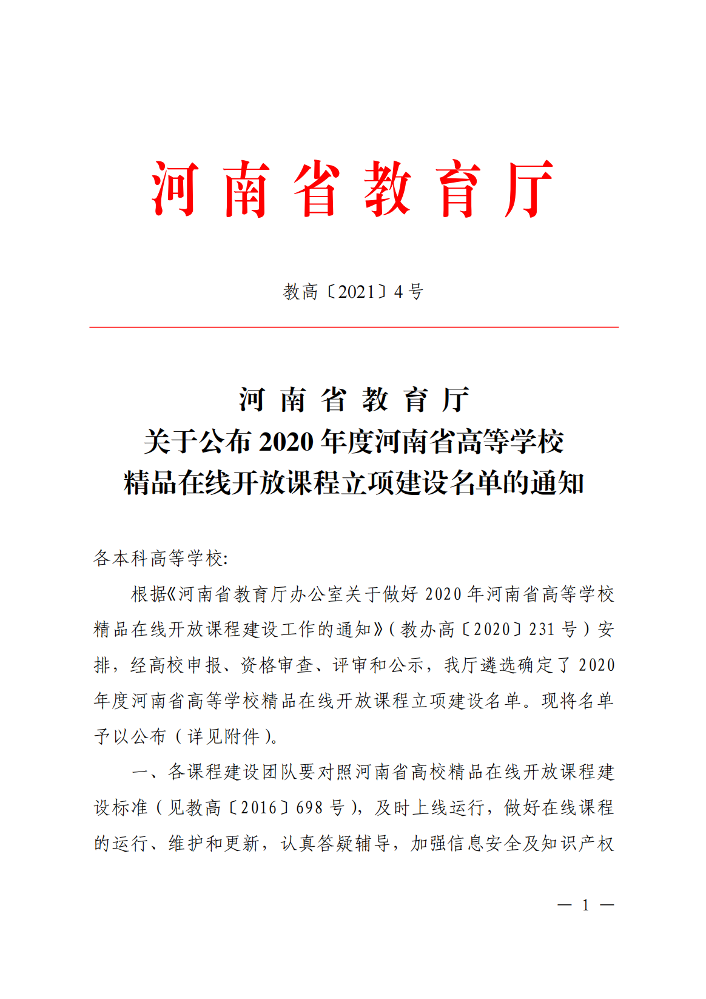 河南省教育厅
教高〔2021〕4号
河南省教育厅
关于公布 2020 年度河南省高等学校
精品在线开放课程立项建设名单的通知
各本科高等学校:
根据《河南省教育厅办公室关于做好 2020 年河南省高等学校
精品在线开放课程建设工作的通知》（教办高〔2020〕231 号）安
排，经高校申报、资格审查、评审和公示，我厅遴选确定了 2020
年度河南省高等学校精品在线开放课程立项建设名单。现将名单
予以公布（详见附件）。
一、各课程建设团队要对照河南省高校精品在线开放课程建
设标准（见教高〔2016〕698 号），及时上线运行，做好在线课程
的运行、维护和更新，认真答疑辅导，加强信息安全及知识产权
— 1 —